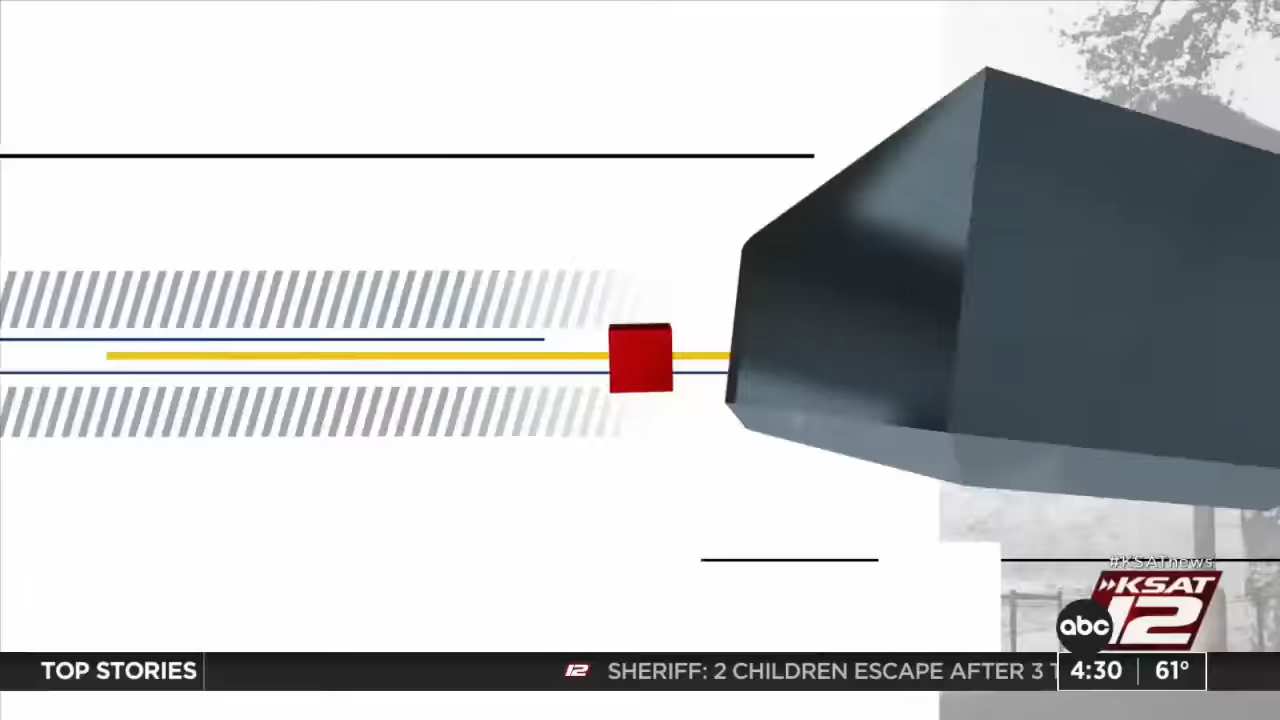 #KSATnews
KSAT
12
abc
TOP STORIES
12 SHERIFF: 2 CHILDREN ESCAPE AFTER 3
4:30
61°